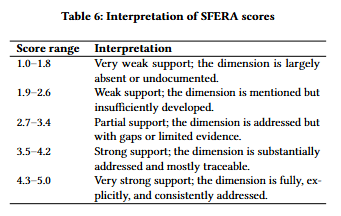 Table 6: Interpretation of SFERA scores
Score range Interpretation
1.0–1.8 Very weak support; the dimension is largely
absent or undocumented.
1.9–2.6 Weak support; the dimension is mentioned but
insufficiently developed.
2.7–3.4 Partial support; the dimension is addressed but
with gaps or limited evidence.
3.5–4.2 Strong support; the dimension is substantially
addressed and mostly traceable.
4.3–5.0 Very strong support; the dimension is fully, ex-
plicitly, and consistently addressed.